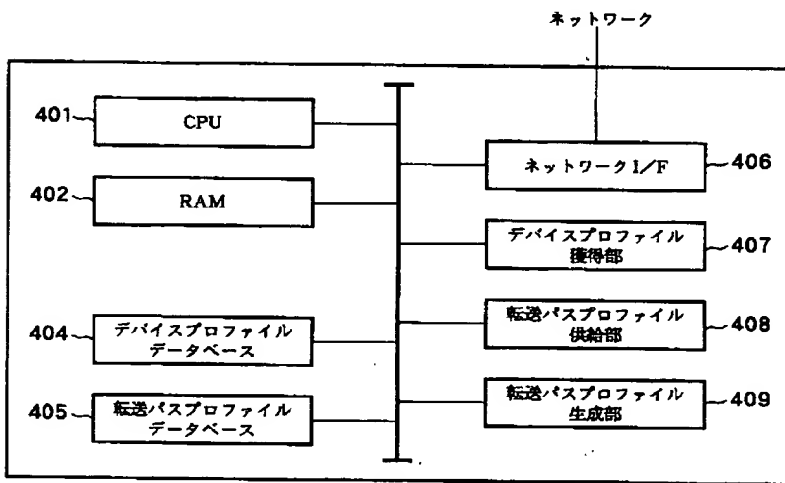 ネットワーク
401
CPU
402
RAM
404
デバイスプロファイル
データベース
405
転送パスプロファイル
データベース
ネットワークI/F
406
デバイスプロファイル
獲得部
407
転送パスプロファイル
供給部
408
転送パスプロファイル
生成部
409